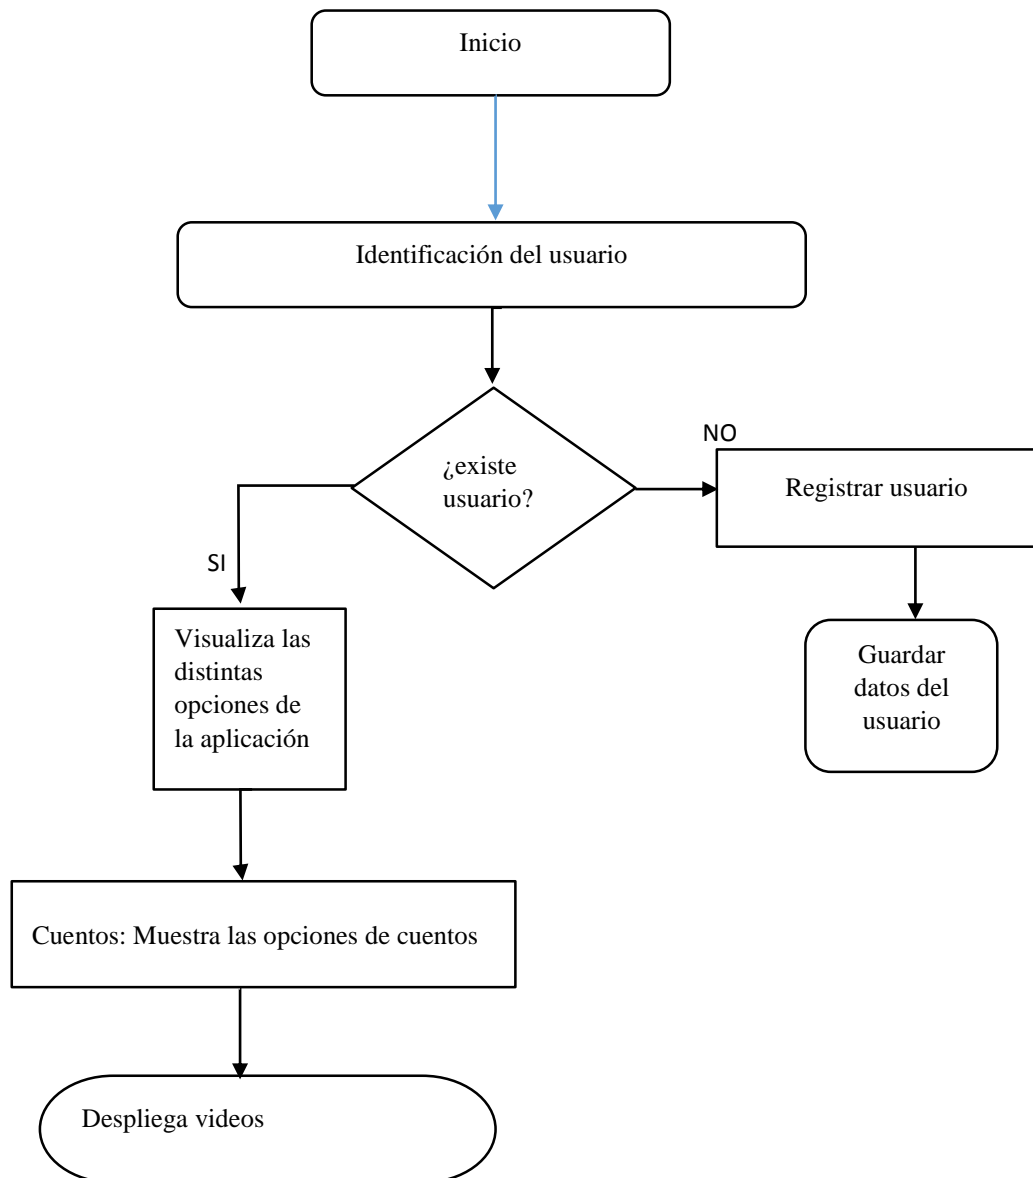 Inicio
Identificación del usuario
¿existe
usuario?
NO
Registrar usuario
SI
Visualiza las
distintas
opciones de
la aplicación
Guardar
datos del
usuario
Cuentos: Muestra las opciones de cuentos
Despliega videos